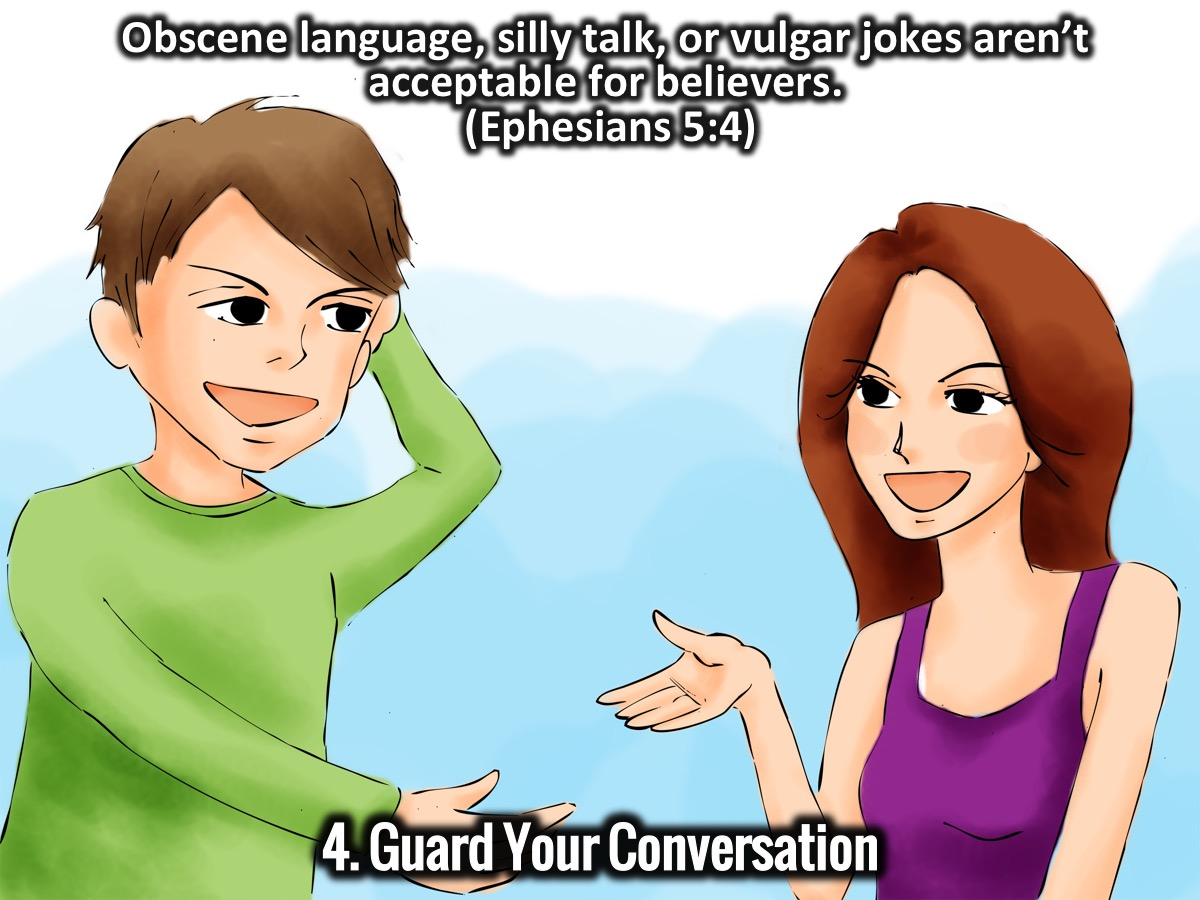 Obscene language, silly talk, or vulgar jokes aren’t
acceptable for believers.
(Ephesians 5:4)
4. Guard Your Conversation